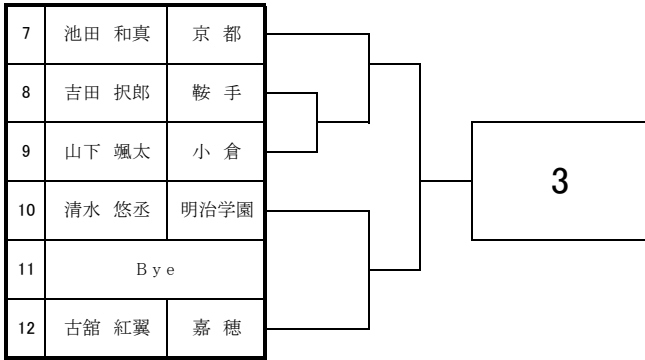 7 池田 和真 京 都
8 吉田 択郎 鞍 手
9 山下 颯太 小 倉
10 清水 悠丞 明治学園
11 Bye
12 古舘 紅翼 嘉 穂
3